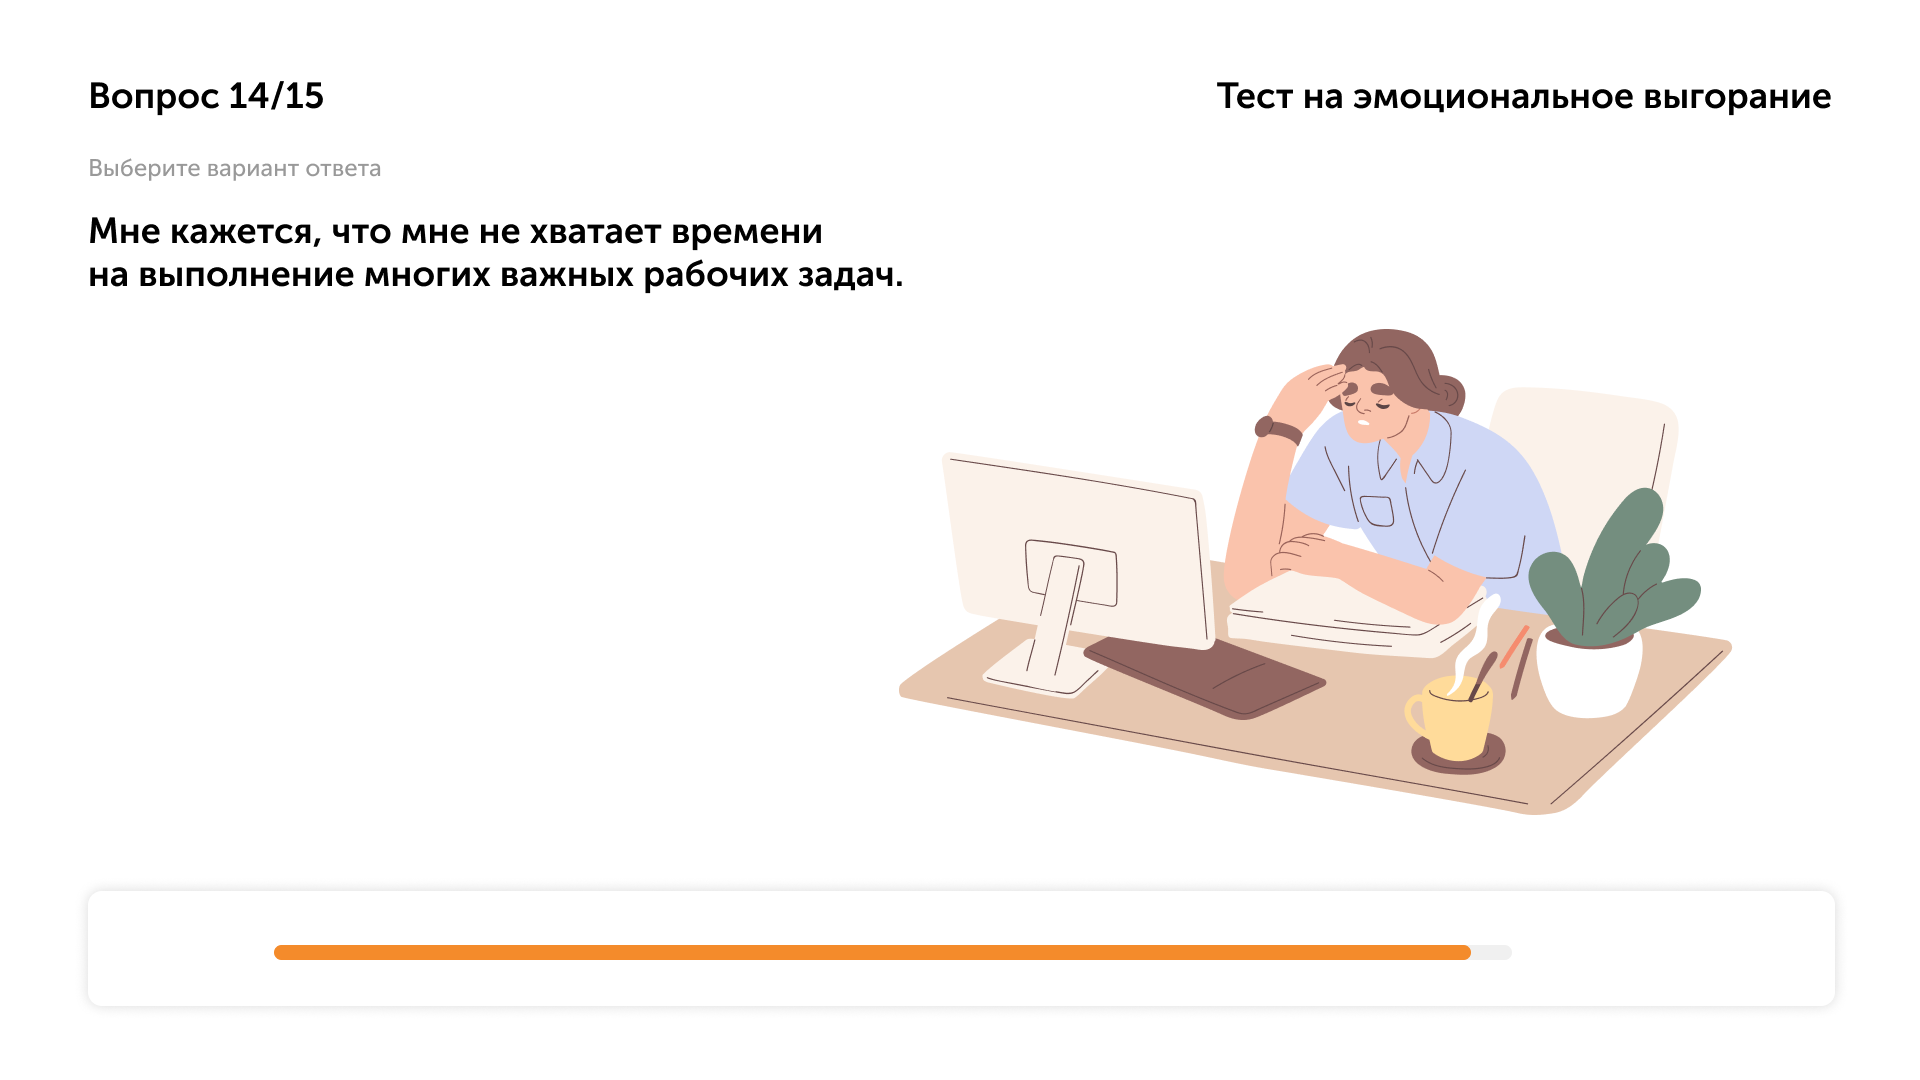 Вопрос 14/15
Тест на эмоциональное выгорание
Выберите вариант ответа
Мне кажется, что мне не хватает времени
на выполнение многих важных рабочих задач.